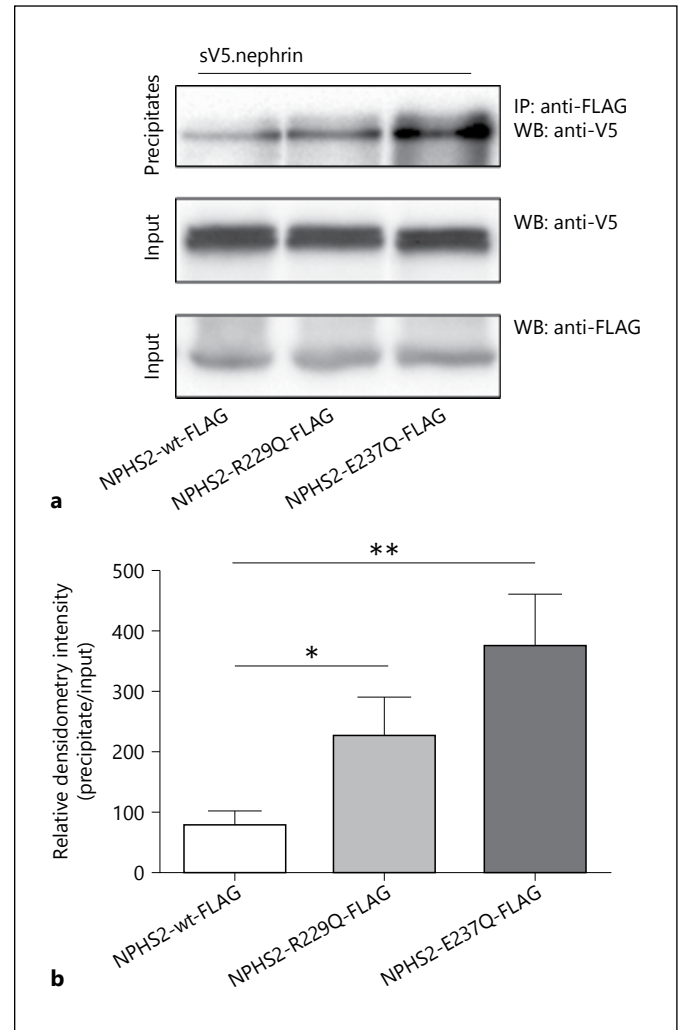 sV5.nephrin
Precipitates
IP: anti-FLAG
WB: anti-V5
Input
WB: anti-V5
Input
WB: anti-FLAG
NPHS2-wt-FLAG
NPHS2-R229Q-FLAG
NPHS2-E237Q-FLAG
a
Relative densidometry intensity
(precipitate/input)
500
400
300
200
100
0
**
*
NPHS2-wt-FLAG
NPHS2-R229Q-FLAG
NPHS2-E237Q-FLAG
b